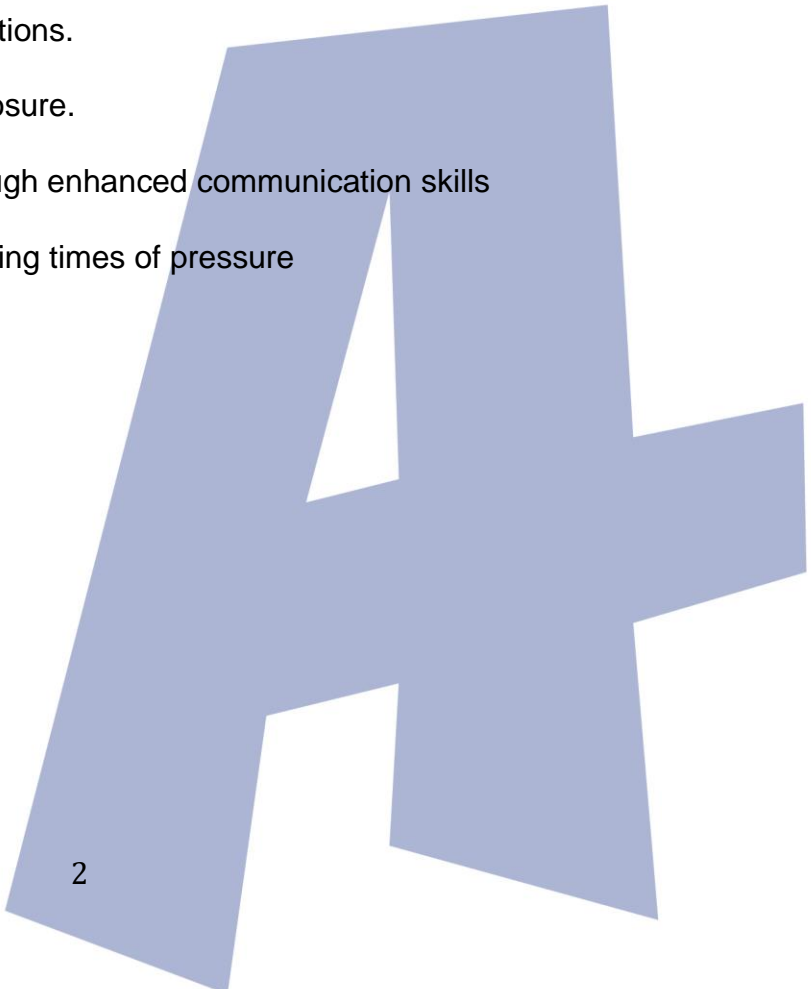 tions.
osure.
ugh enhanced communication skills
ing times of pressure
A+
2